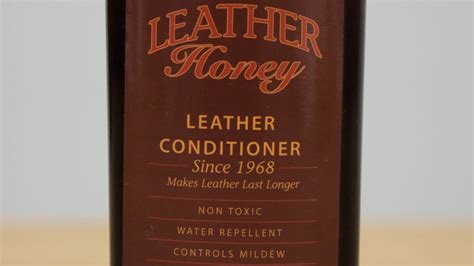 LEATHER
Honey
LEATHER
CONDITIONER
Since 1968
Makes Leather Last Longer
NON TOXIC
WATER REPELLENT
CONTROLS MILDEW